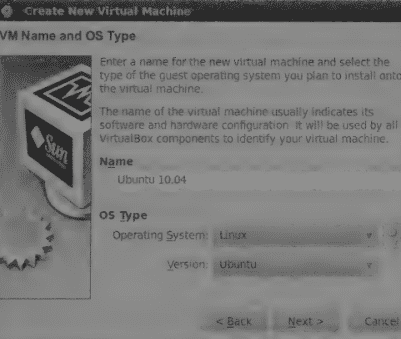 Create New Virtual Machine
VM Name and OS Type
Enter a name for the new virtual machine and select the
type of the guest operating system you plan to install onto
the virtual machine.
The name of the virtual machine usually indicates its
software and hardware configuration. It will be used by all
VirtualBox components to identify your virtual machine.
Sun
Name
Ubuntu 10.04
OS Type
Operating System: Linux
Version: Ubuntu
< Back Next > Cancel